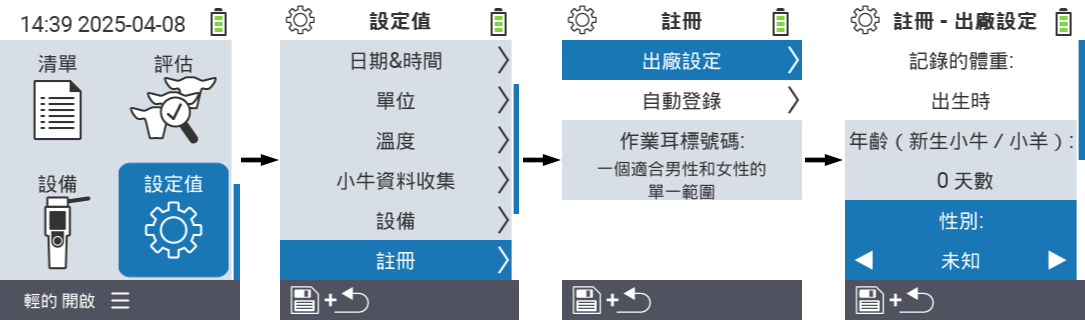 14:39 2025-04-08
清單
評估
設備
設定值
輕的 開啟
設定值
日期&時間
單位
溫度
小牛資料收集
設備
註冊
+
註冊
出廠設定
自動登錄
作業耳標號碼:
一個適合男性和女性的
單一範圍
+
註冊 - 出廠設定
記錄的體重:
出生時
年齡（新生小牛 / 小羊）:
0 天數
性別:
未知
+